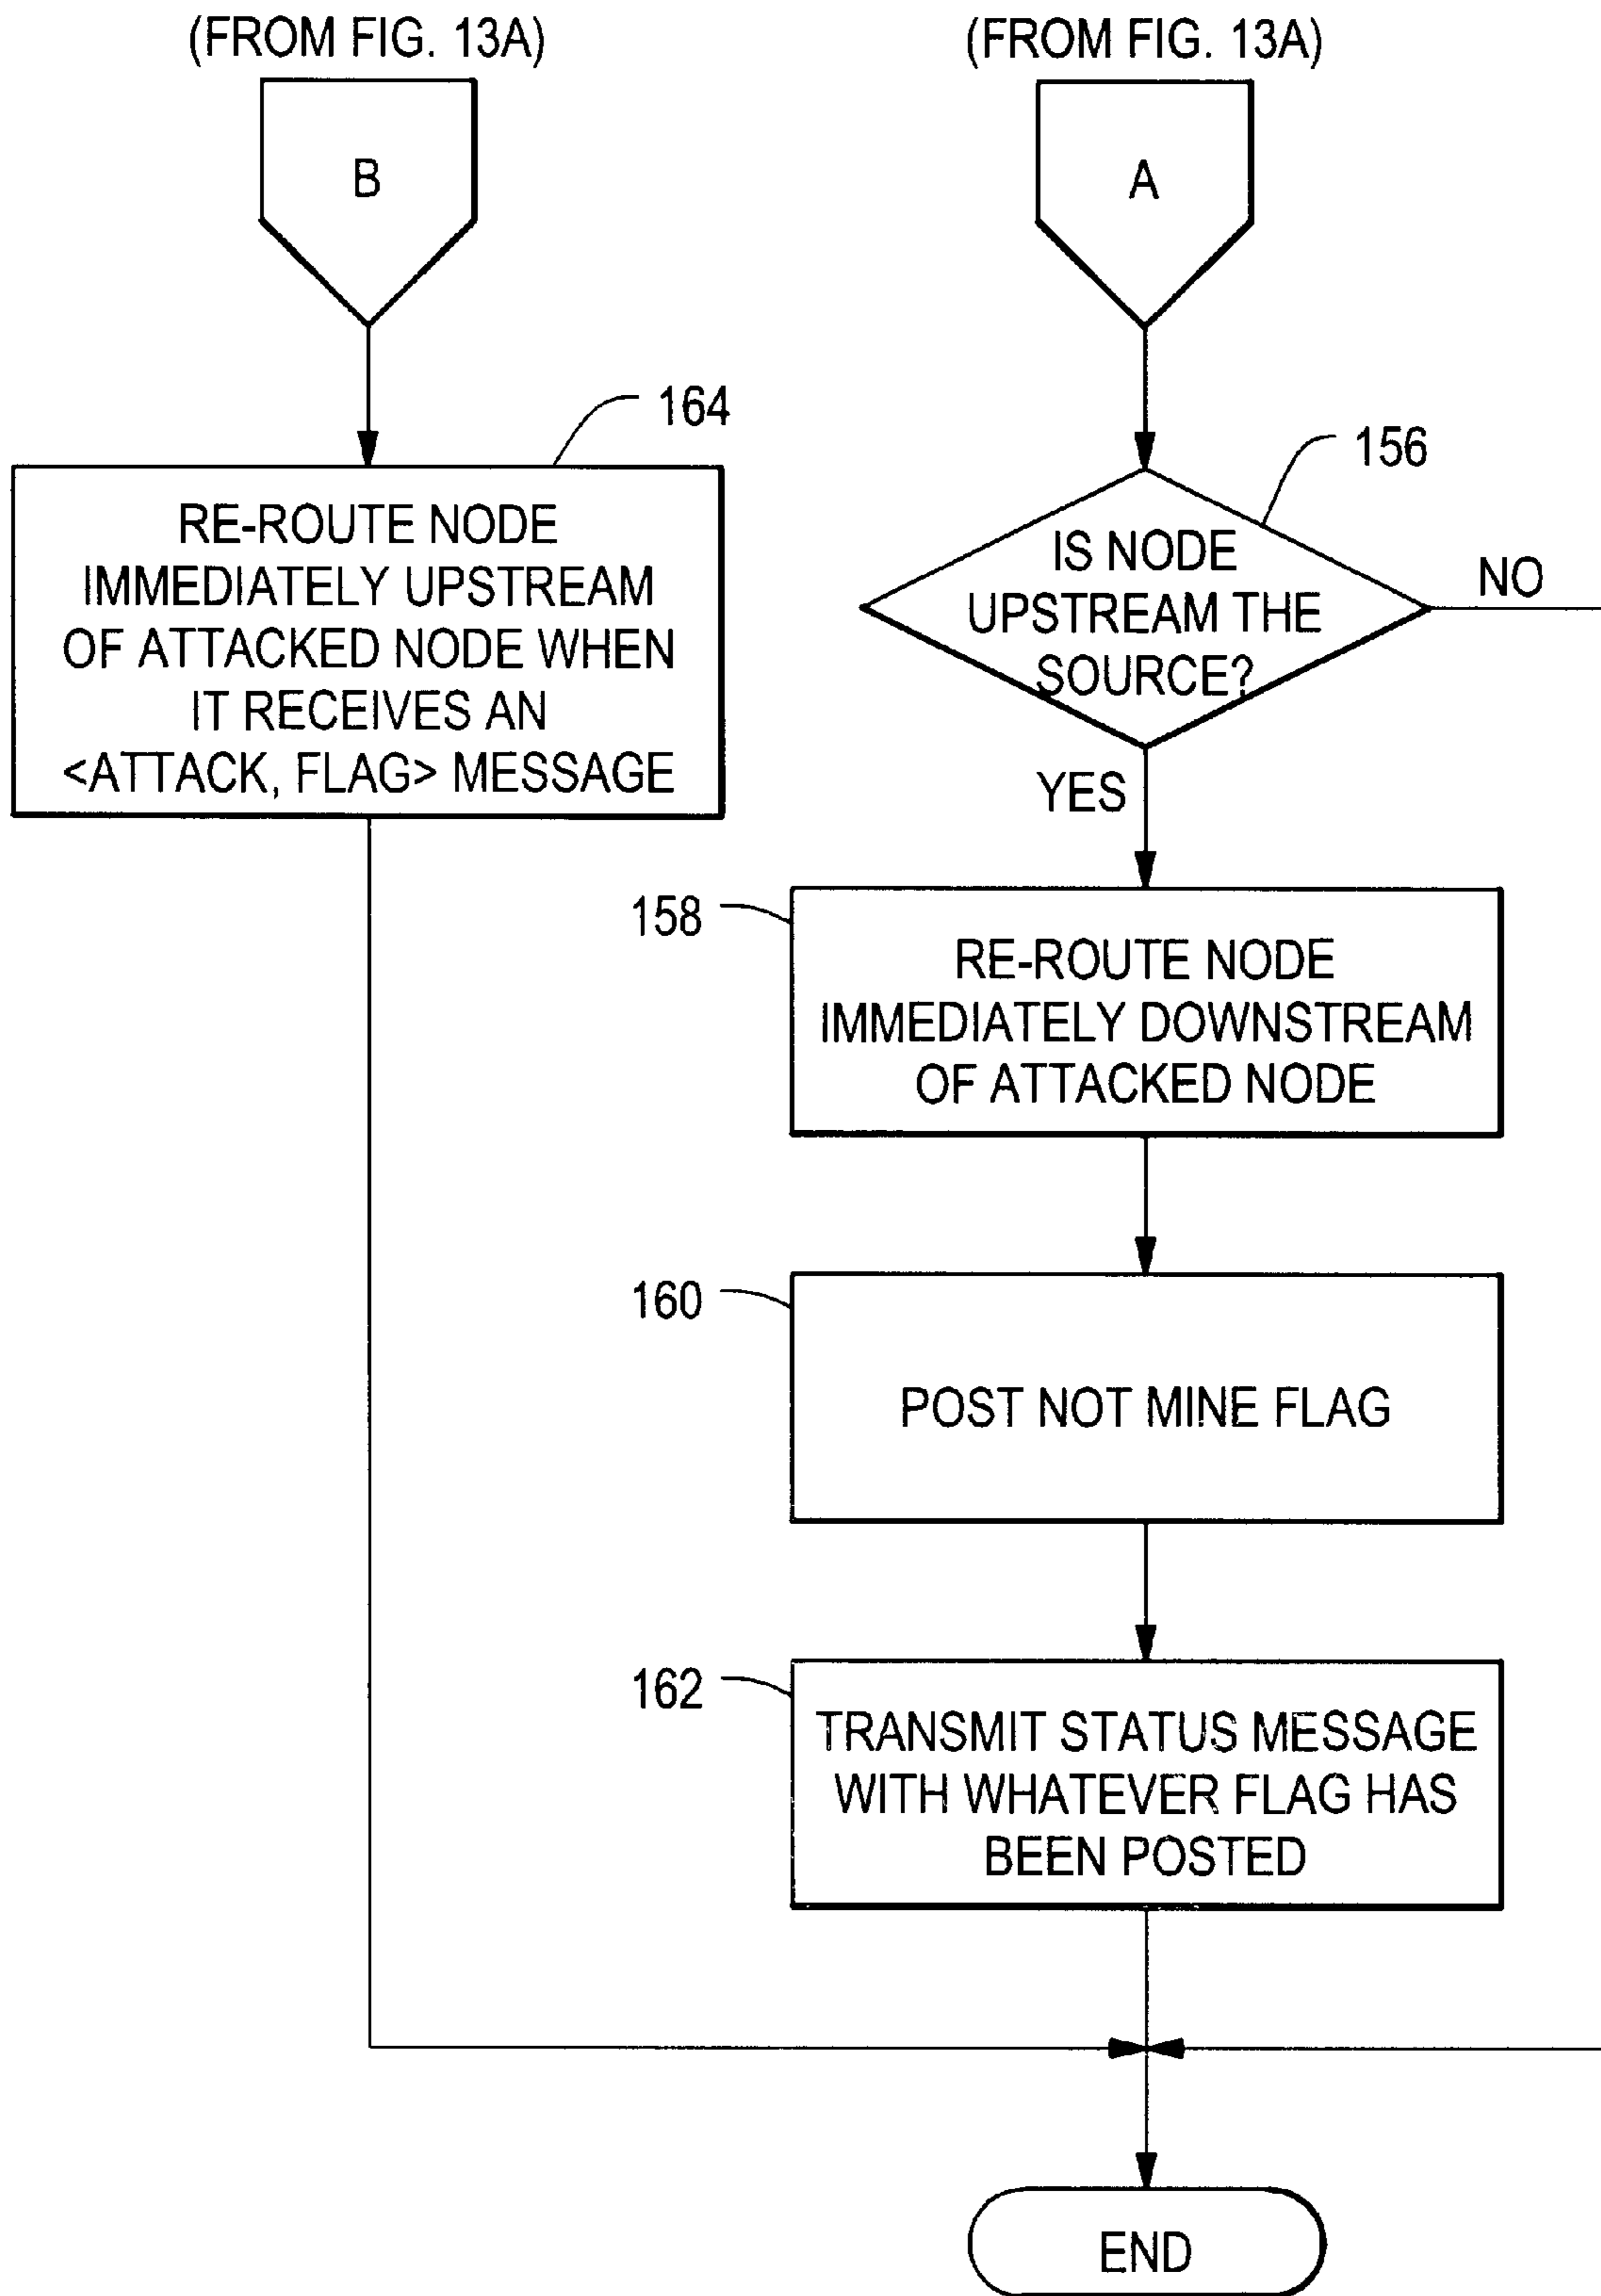 (FROM FIG. 13A)
(FROM FIG. 13A)
B
A
164
RE-ROUTE NODE
IMMEDIATELY UPSTREAM
OF ATTACKED NODE WHEN
IT RECEIVES AN
<ATTACK, FLAG> MESSAGE
156
IS NODE
UPSTREAM THE
SOURCE?
NO
YES
158
RE-ROUTE NODE
IMMEDIATELY DOWNSTREAM
OF ATTACKED NODE
160
POST NOT MINE FLAG
162
TRANSMIT STATUS MESSAGE
WITH WHATEVER FLAG HAS
BEEN POSTED
END